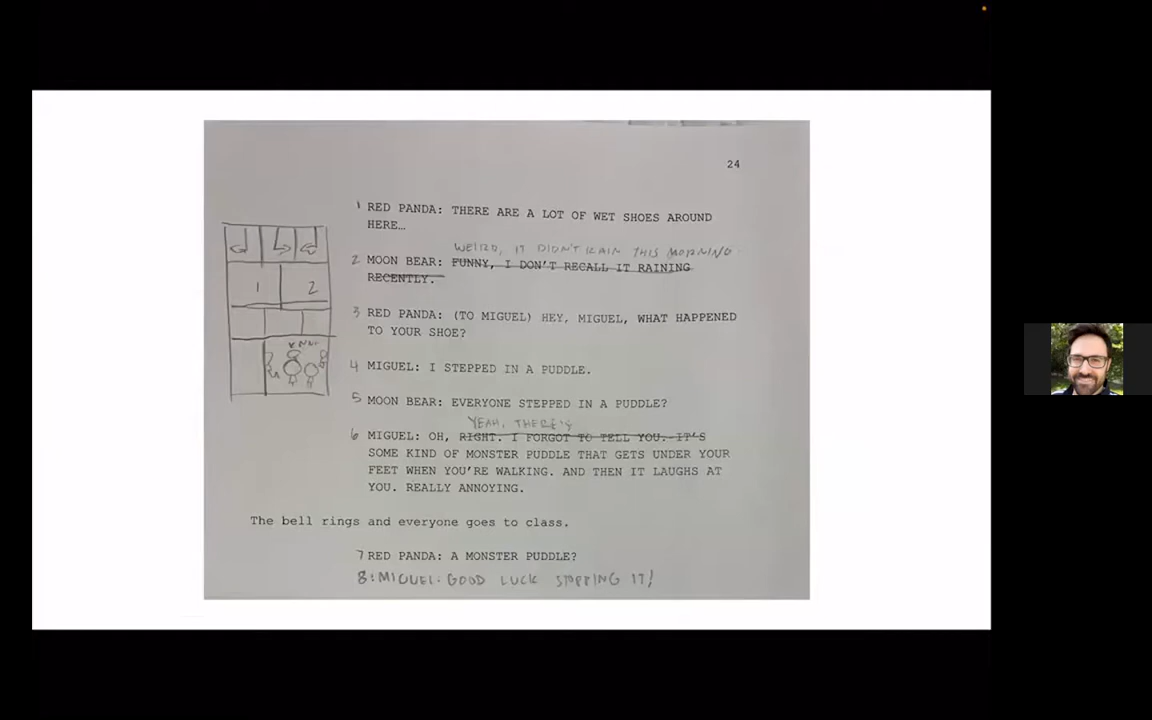 24
1 RED PANDA: THERE ARE A LOT OF WET SHOES AROUND
HERE…
WEIRD, IT DIDN'T RAIN THIS MORNING
2 MOON BEAR: FUNNY, I DON'T RECALL IT RAINING
RECENTLY.
1 2
3 RED PANDA: (TO MIGUEL) HEY, MIGUEL, WHAT HAPPENED
TO YOUR SHOE?
4 MIGUEL: I STEPPED IN A PUDDLE.
5 MOON BEAR: EVERYONE STEPPED IN A PUDDLE?
YEAH, THERE'S
6 MIGUEL: OH, RIGHT. I FORGOT TO TELL YOU. IT'S
SOME KIND OF MONSTER PUDDLE THAT GETS UNDER YOUR
FEET WHEN YOU'RE WALKING. AND THEN IT LAUGHS AT
YOU. REALLY ANNOYING.
The bell rings and everyone goes to class.
7 RED PANDA: A MONSTER PUDDLE?
8: MIGUEL: GOOD LUCK STOPPING IT!